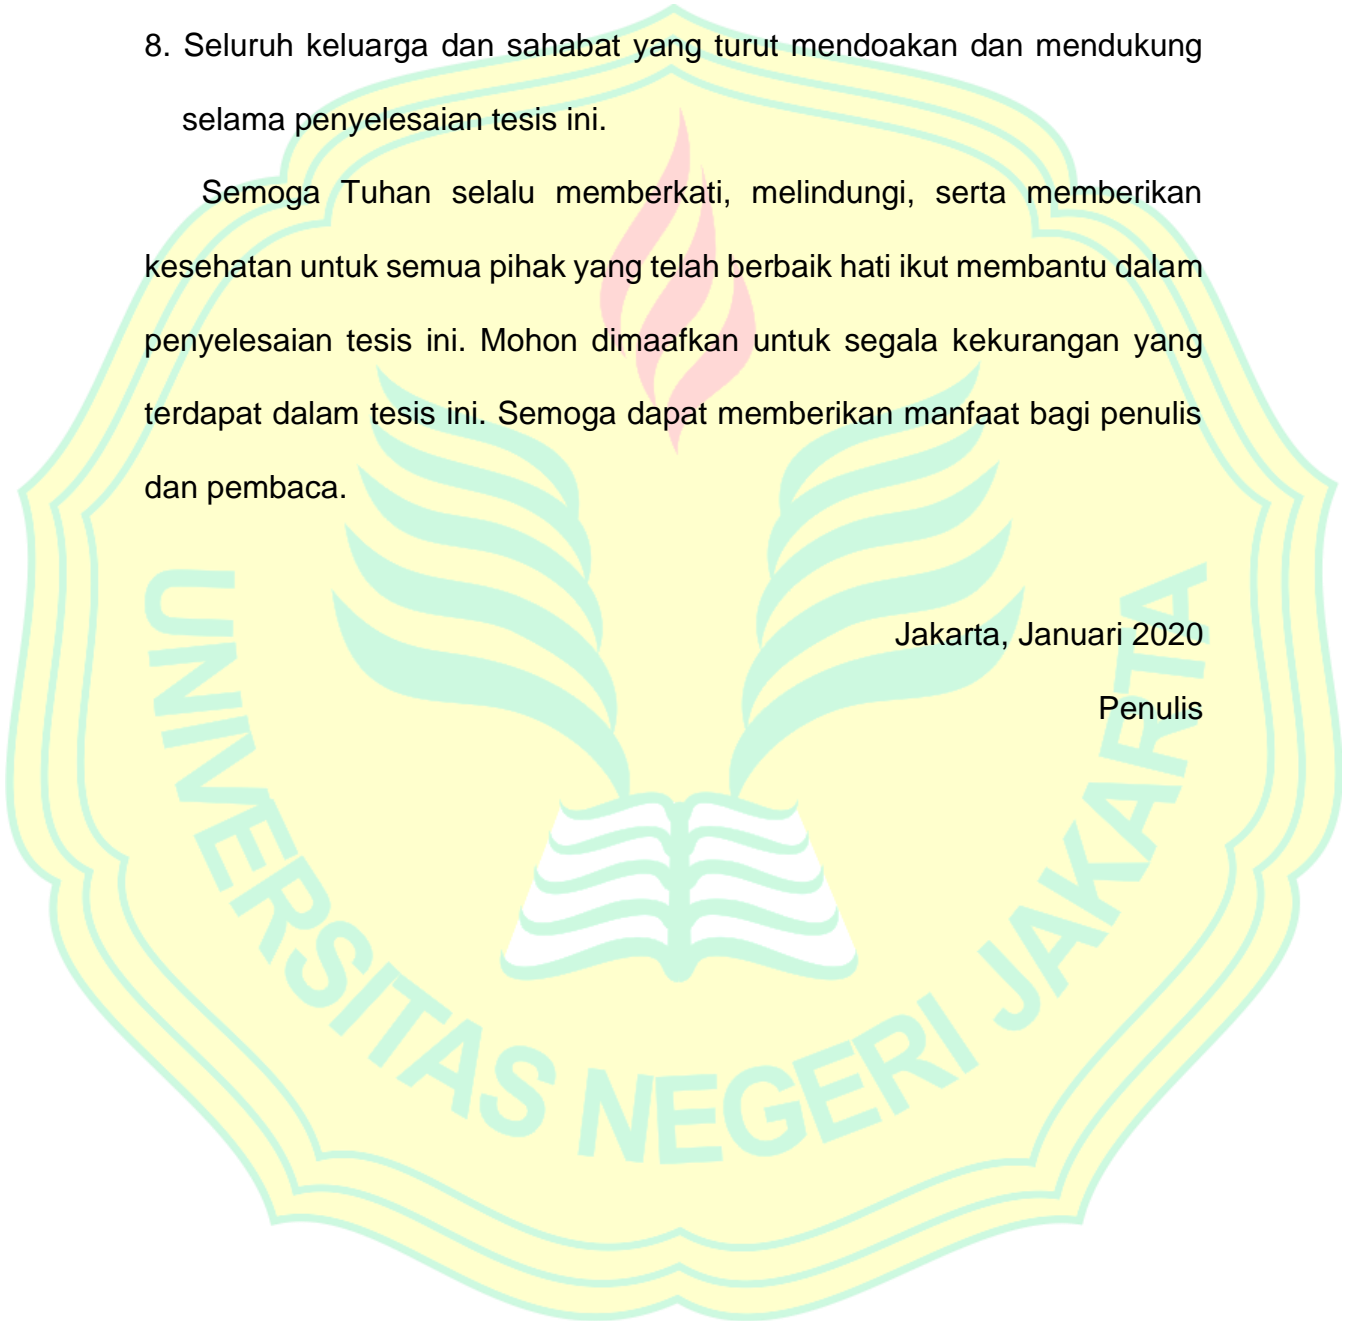 8. Seluruh keluarga dan sahabat yang turut mendoakan dan mendukung
selama penyelesaian tesis ini.
Semoga Tuhan selalu memberkati, melindungi, serta memberikan
kesehatan untuk semua pihak yang telah berbaik hati ikut membantu dalam
penyelesaian tesis ini. Mohon dimaafkan untuk segala kekurangan yang
terdapat dalam tesis ini. Semoga dapat memberikan manfaat bagi penulis
dan pembaca.
Jakarta, Januari 2020
Penulis
UNIVERSITAS NEGERI JAKARTA